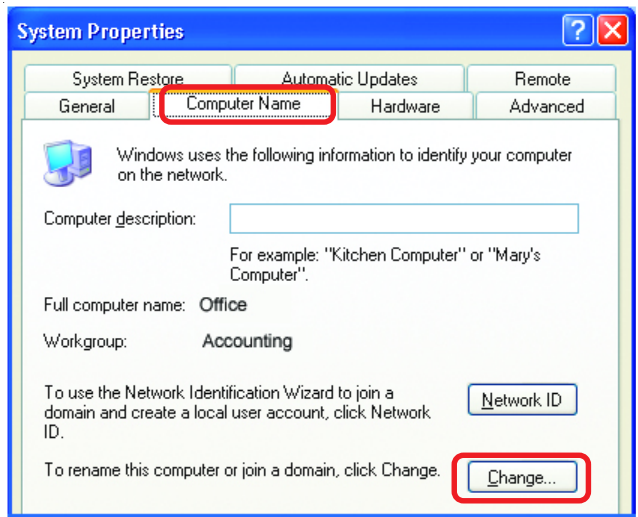 System Properties
System Restore Automatic Updates Remote
General Computer Name Hardware Advanced
Windows uses the following information to identify your computer
on the network.
Computer description:
For example: "Kitchen Computer" or "Mary's
Computer".
Full computer name: Office
Workgroup: Accounting
To use the Network Identification Wizard to join a
domain and create a local user account, click Network
ID.
Network ID
To rename this computer or join a domain, click Change.
Change...